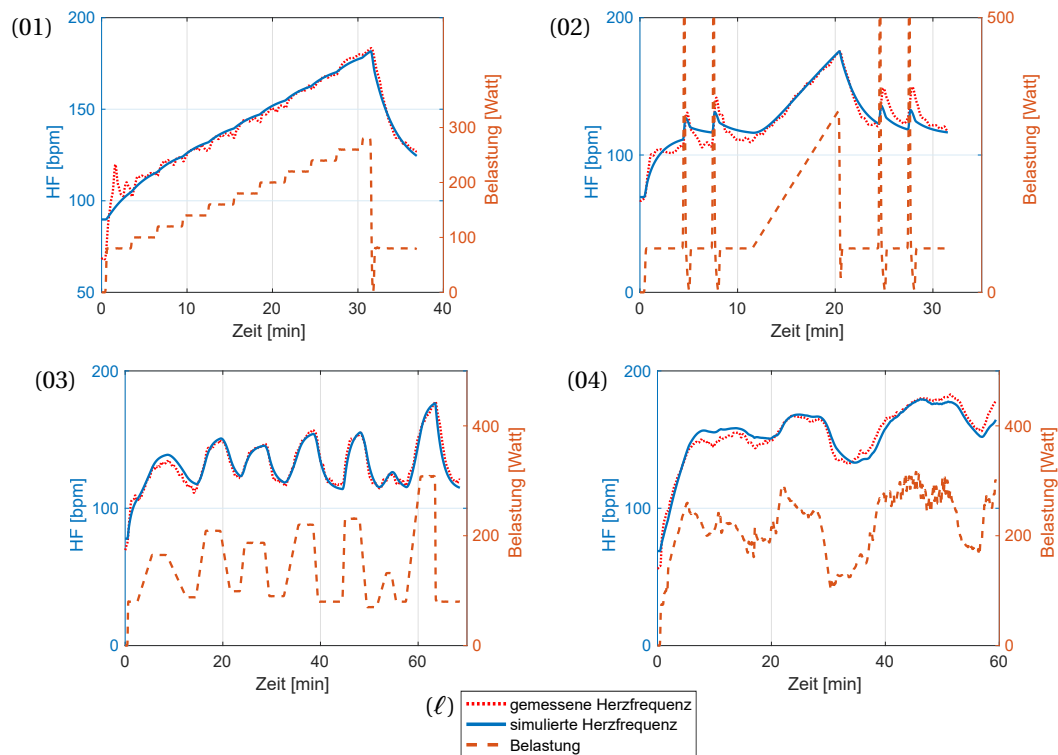 (01)
200
150
100
50
HF [bpm]
0
10
20
30
40
Zeit [min]
300
200
100
0
Belastung [Watt]
(02)
200
100
0
HF [bpm]
0
10
20
30
Zeit [min]
500
0
Belastung [Watt]
(03)
200
100
0
HF [bpm]
0
20
40
60
Zeit [min]
400
200
0
Belastung [Watt]
(04)
200
100
0
HF [bpm]
0
20
40
60
Zeit [min]
400
200
0
Belastung [Watt]
(ℓ)
gemessene Herzfrequenz
simulierte Herzfrequenz
Belastung